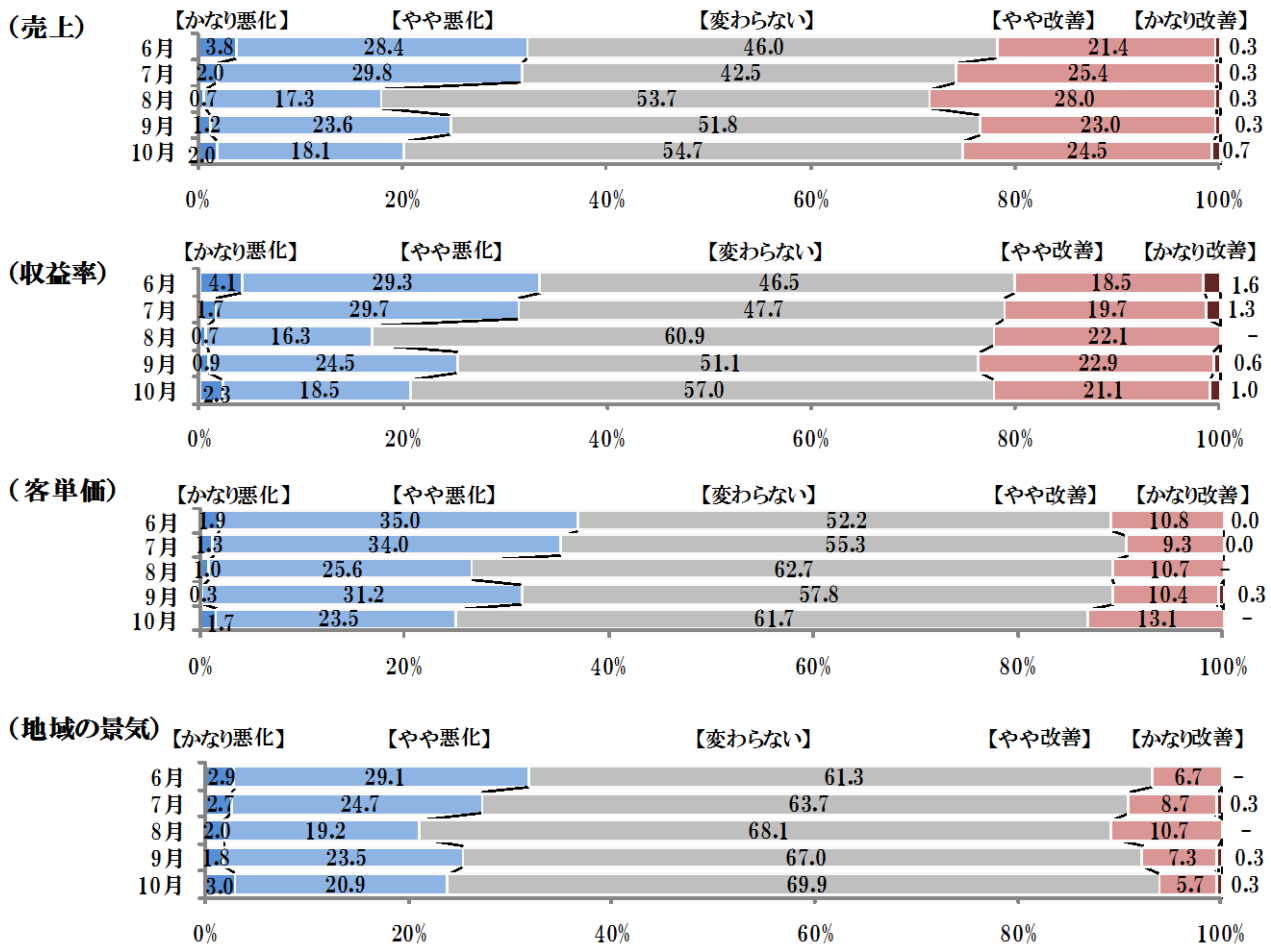 (売上)
【かなり悪化】 【やや悪化】 【変わらない】 【やや改善】 【かなり改善】
6月 3.8 28.4 46.0 21.4 0.3
7月 2.0 29.8 42.5 25.4 0.3
8月 0.7 17.3 53.7 28.0 0.3
9月 1.2 23.6 51.8 23.0 0.3
10月 2.0 18.1 54.7 24.5 0.7
0% 20% 40% 60% 80% 100%
(収益率)
【かなり悪化】 【やや悪化】 【変わらない】 【やや改善】 【かなり改善】
6月 4.1 29.3 46.5 18.5 1.6
7月 1.7 29.7 47.7 19.7 1.3
8月 0.7 16.3 60.9 22.1 -
9月 0.9 24.5 51.1 22.9 0.6
10月 2.3 18.5 57.0 21.1 1.0
0% 20% 40% 60% 80% 100%
(客単価)
【かなり悪化】 【やや悪化】 【変わらない】 【やや改善】 【かなり改善】
6月 1.9 35.0 52.2 10.8 0.0
7月 1.3 34.0 55.3 9.3 0.0
8月 1.0 25.6 62.7 10.7 -
9月 0.3 31.2 57.8 10.4 0.3
10月 1.7 23.5 61.7 13.1 -
0% 20% 40% 60% 80% 100%
(地域の景気)
【かなり悪化】 【やや悪化】 【変わらない】 【やや改善】 【かなり改善】
6月 2.9 29.1 61.3 6.7 -
7月 2.7 24.7 63.7 8.7 0.3
8月 2.0 19.2 68.1 10.7 -
9月 1.8 23.5 67.0 7.3 0.3
10月 3.0 20.9 69.9 5.7 0.3
0% 20% 40% 60% 80% 100%